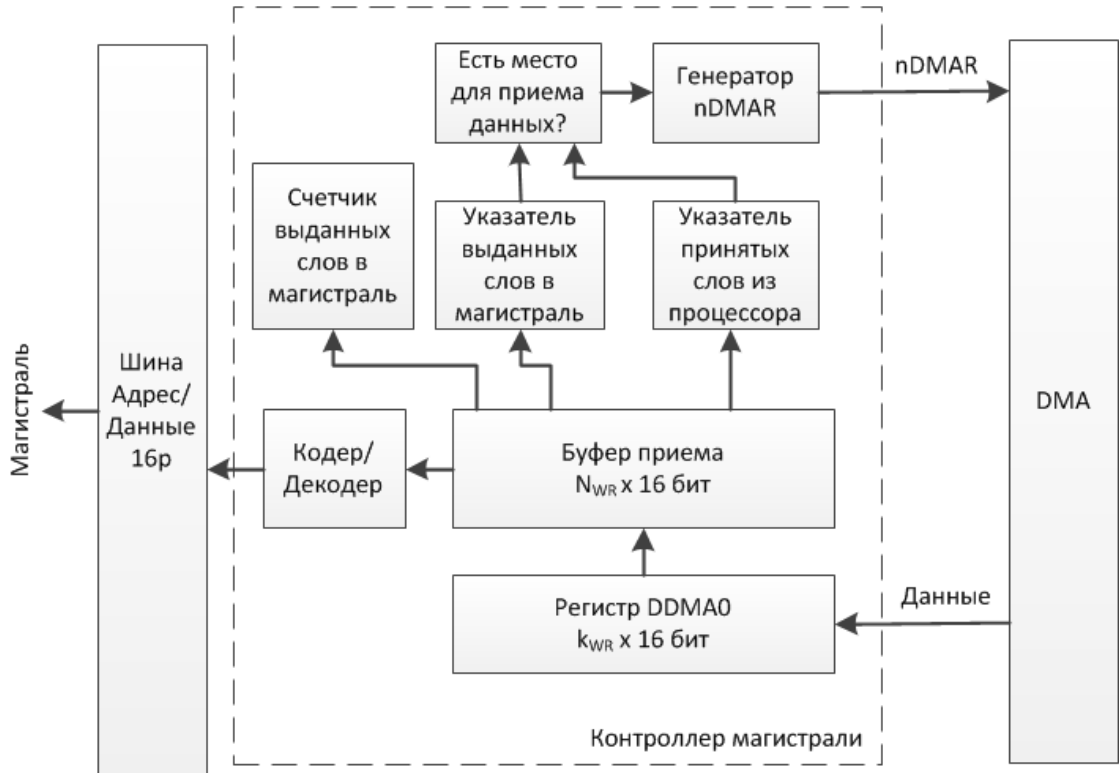 Есть место
для приема
данных?
Генератор
nDMAR
nDMAR
Счетчик
выданных
слов в
магистраль
Указатель
выданных
слов в
магистраль
Указатель
принятых
слов из
процессора
Магистраль
Шина
Адрес/
Данные
16р
Кодер/
Декодер
Буфер приема
NWR x 16 бит
DMA
Регистр DDMA0
kWR x 16 бит
Данные
Контроллер магистрали